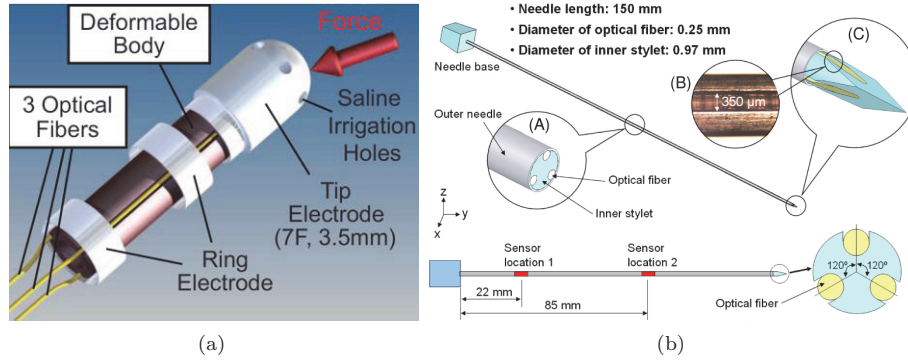 Deformable
Body
Force
3 Optical
Fibers
Saline
Irrigation
Holes
Tip
Electrode
(7F, 3.5mm)
Ring
Electrode
(a)
• Needle length: 150 mm
• Diameter of optical fiber: 0.25 mm
• Diameter of inner stylet: 0.97 mm
Needle base
(C)
(B)
350 µm
Outer needle
(A)
Optical fiber
Inner stylet
z
y
x
Sensor
location 1
Sensor
location 2
22 mm
85 mm
120° 120°
Optical fiber
(b)